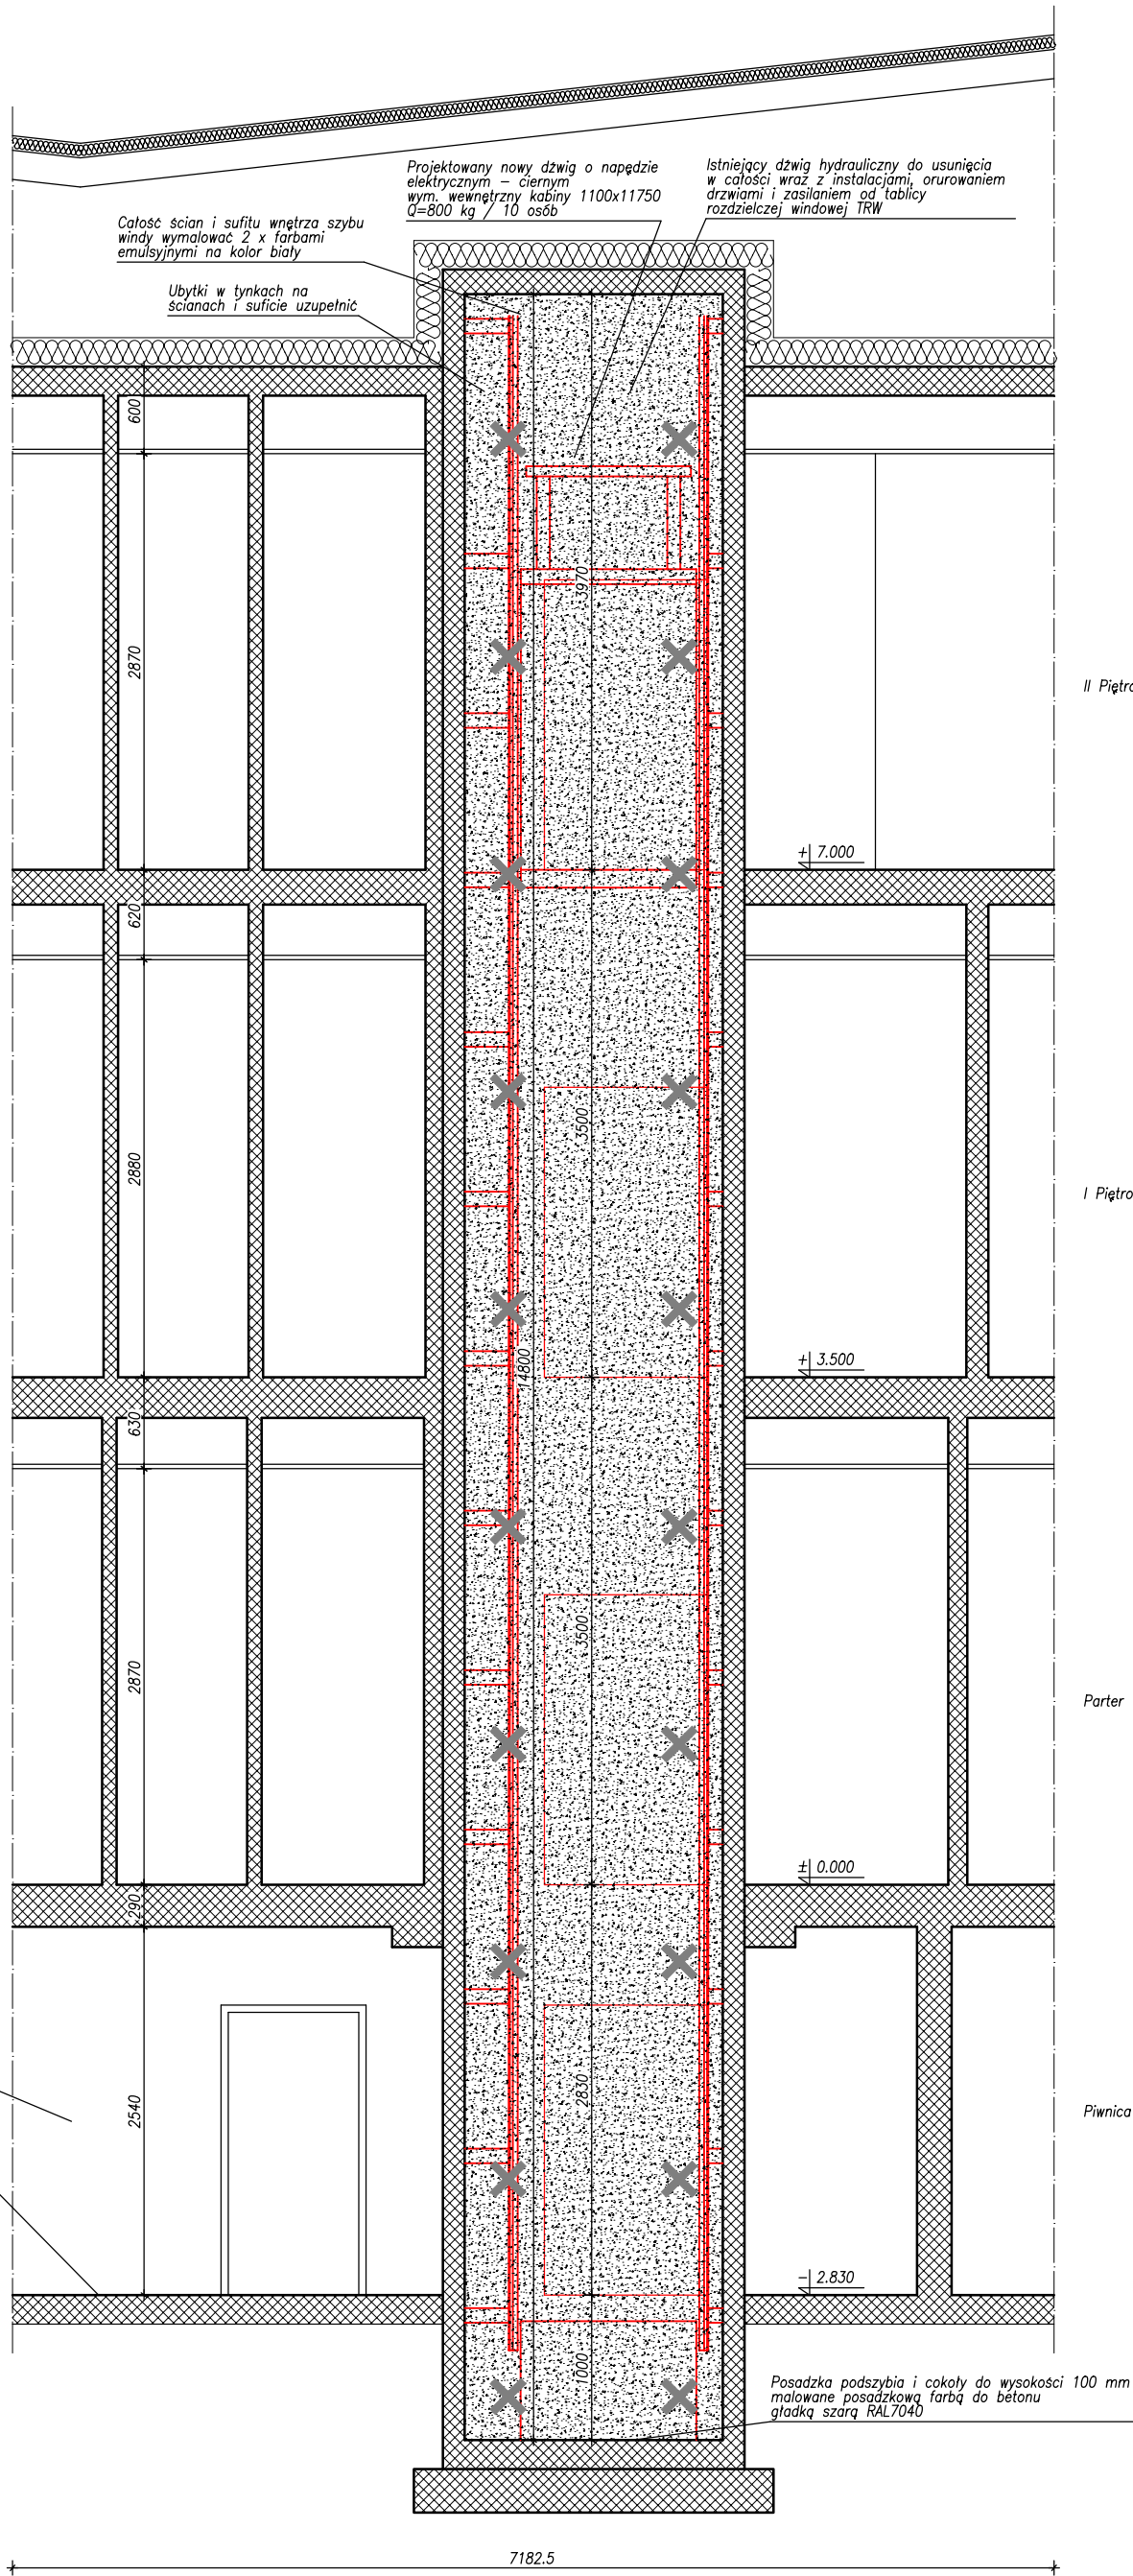 Projektowany nowy dźwig o napędzie
elektrycznym – ciernym
wym. wewnętrzny kabiny 1100x11750
Q=800 kg / 10 osób
Istniejący dźwig hydrauliczny do usunięcia
w całości wraz z instalacjami, orurowaniem
drzwiami i zasilaniem od tablicy
rozdzielczej windowej TRW
Całość ścian i sufitu wnętrza szybu
windy wymalować 2 x farbami
emulsyjnymi na kolor biały
Ubytki w tynkach na
ścianach i suficie uzupełnić
600
3970
2870
II Piętro
+ 7.000
620
2880
3500
I Piętro
14800
+ 3.500
630
3500
2870
Parter
± 0.000
290
2830
2540
Piwnica
- 2.830
1000
Posadzka podszybia i cokoły do wysokości 100 mm
malowane posadzkową farbą do betonu
gładką szarą RAL7040
7182.5